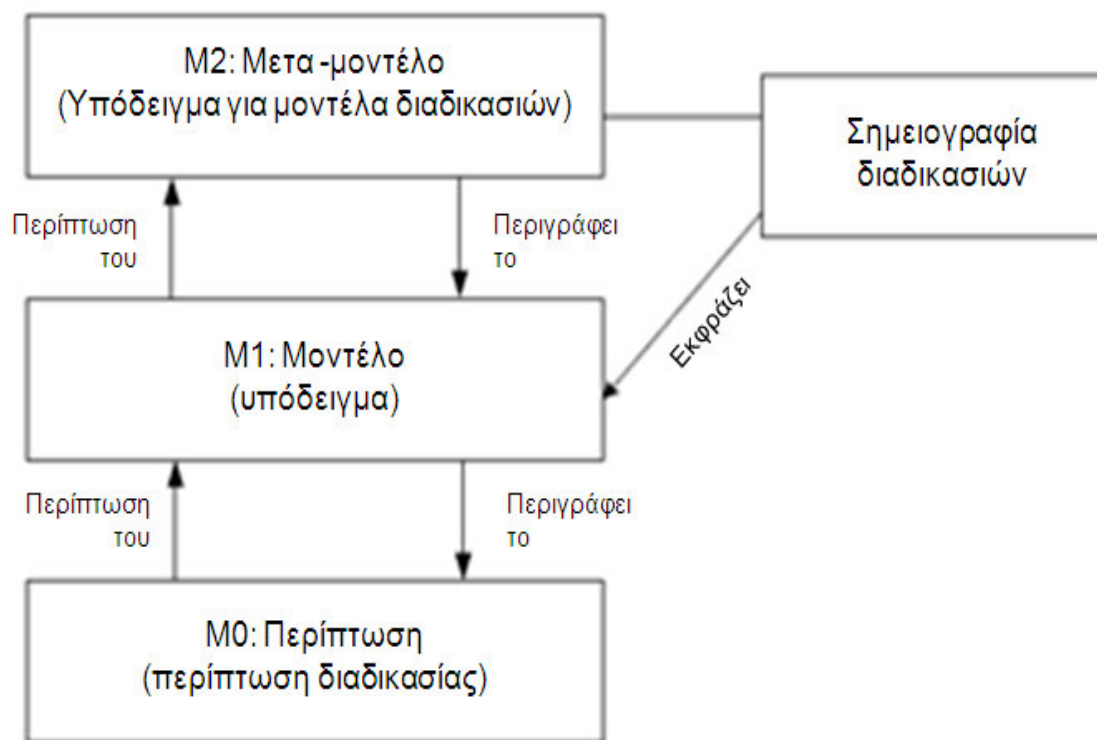 M2: Μετα -μοντέλο
(Υπόδειγμα για μοντέλα διαδικασιών)
Σημειογραφία
διαδικασιών
Περίπτωση
του
Περιγράφει
το
Εκφράζει
M1: Μοντέλο
(υπόδειγμα)
Περίπτωση
του
Περιγράφει
το
M0: Περίπτωση
(περίπτωση διαδικασίας)